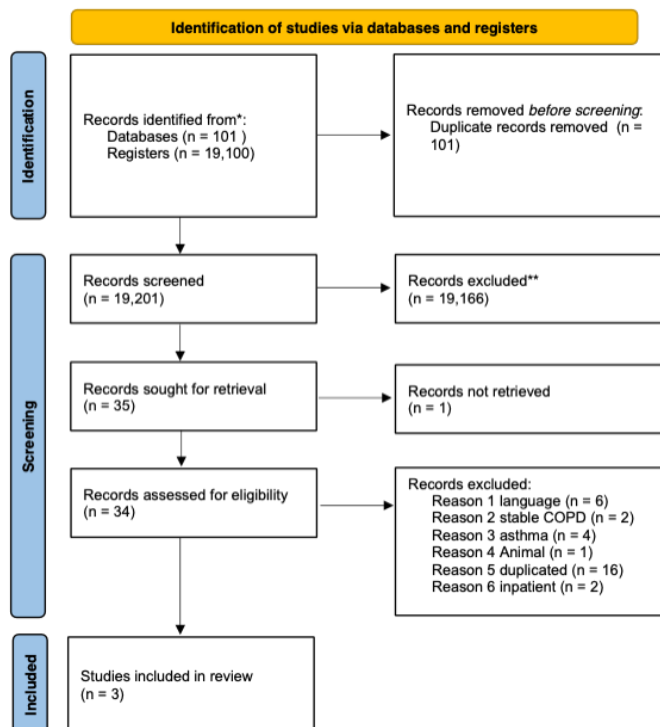 Identification of studies via databases and registers
Identification
Records identified from*:
Databases (n = 101 )
Registers (n = 19,100)
Records removed before screening:
Duplicate records removed (n =
101)
Screening
Records screened
(n = 19,201)
Records excluded**
(n = 19,166)
Records sought for retrieval
(n = 35)
Records not retrieved
(n = 1)
Records assessed for eligibility
(n = 34)
Records excluded:
Reason 1 language (n = 6)
Reason 2 stable COPD (n = 2)
Reason 3 asthma (n = 4)
Reason 4 Animal (n = 1)
Reason 5 duplicated (n = 16)
Reason 6 inpatient (n = 2)
Included
Studies included in review
(n = 3)